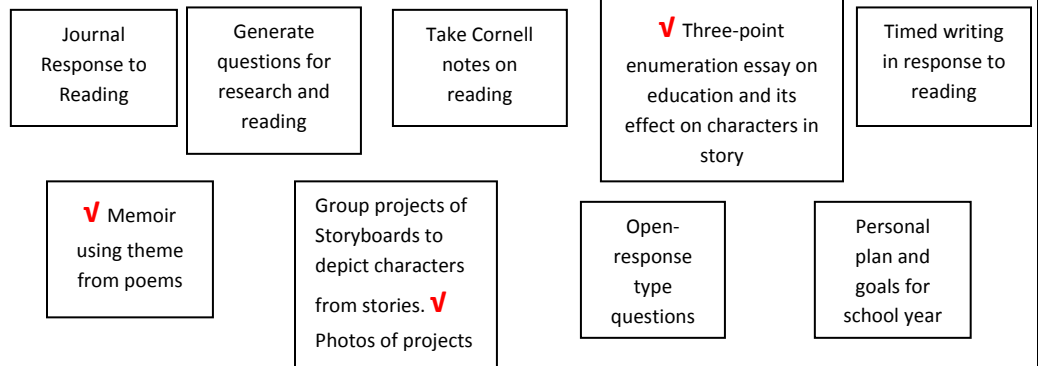 Journal
Response to
Reading
Generate
questions for
research and
reading
Take Cornell
notes on
reading
√ Three-point
enumeration essay on
education and its
effect on characters in
story
Timed writing
in response to
reading
√ Memoir
using theme
from poems
Group projects of
Storyboards to
depict characters
from stories. √
Photos of projects
Open-
response
type
questions
Personal
plan and
goals for
school year